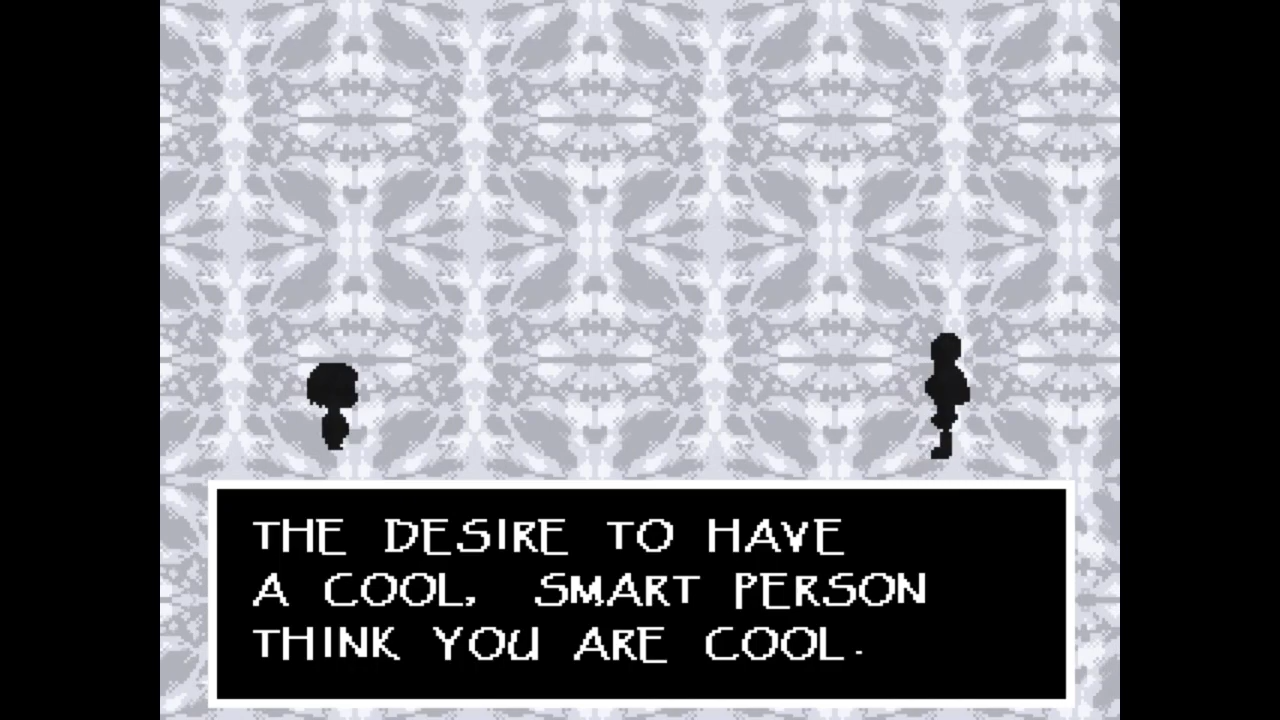 THE DESIRE TO HAVE
A COOL, SMART PERSON
THINK YOU ARE COOL.